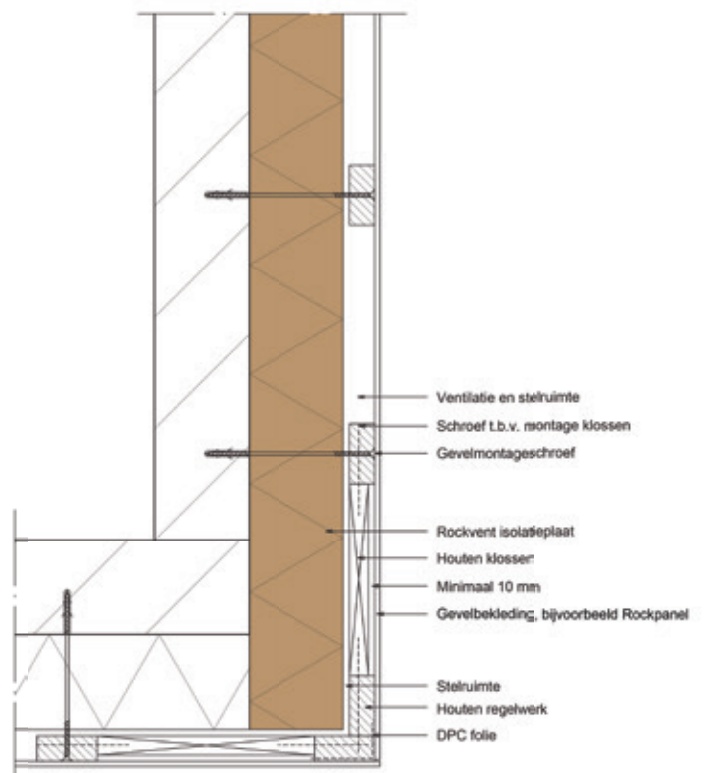 Ventilatie en stelruimte
Schroef t.b.v. montage klossen
Gevelmontageschroef
Rockvent isolatieplaat
Houten klossen
Minimaal 10 mm
Gevelbekleding, bijvoorbeeld Rockpanel
Stelruimte
Houten regelwerk
DPC folie